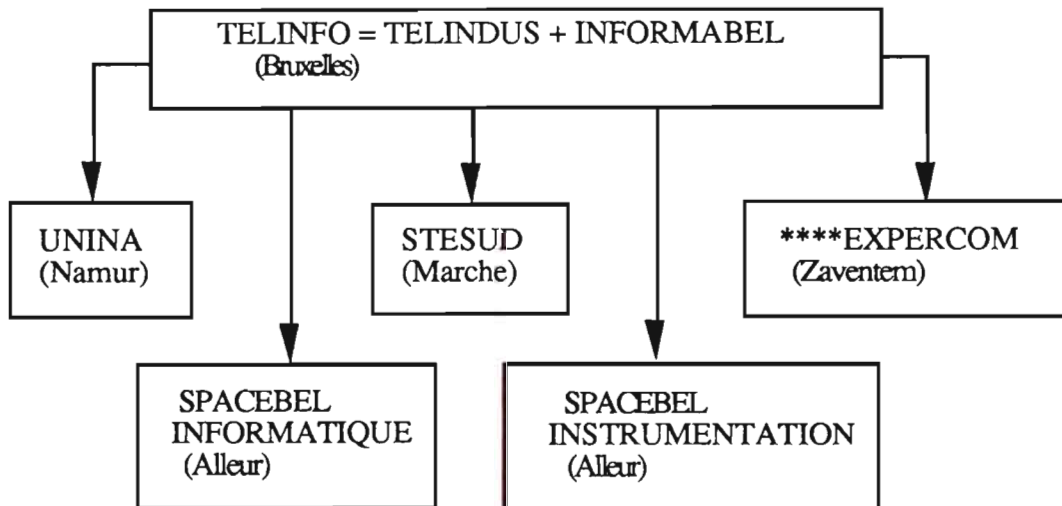 TELINFO = TELINDUS + INFORMABEL
(Bruxelles)
UNINA
(Namur)
STESUD
(Marche)
****EXPERCOM
(Zaventem)
SPACEBEL
INFORMATIQUE
(Alleur)
SPACEBEL
INSTRUMENTATION
(Alleur)